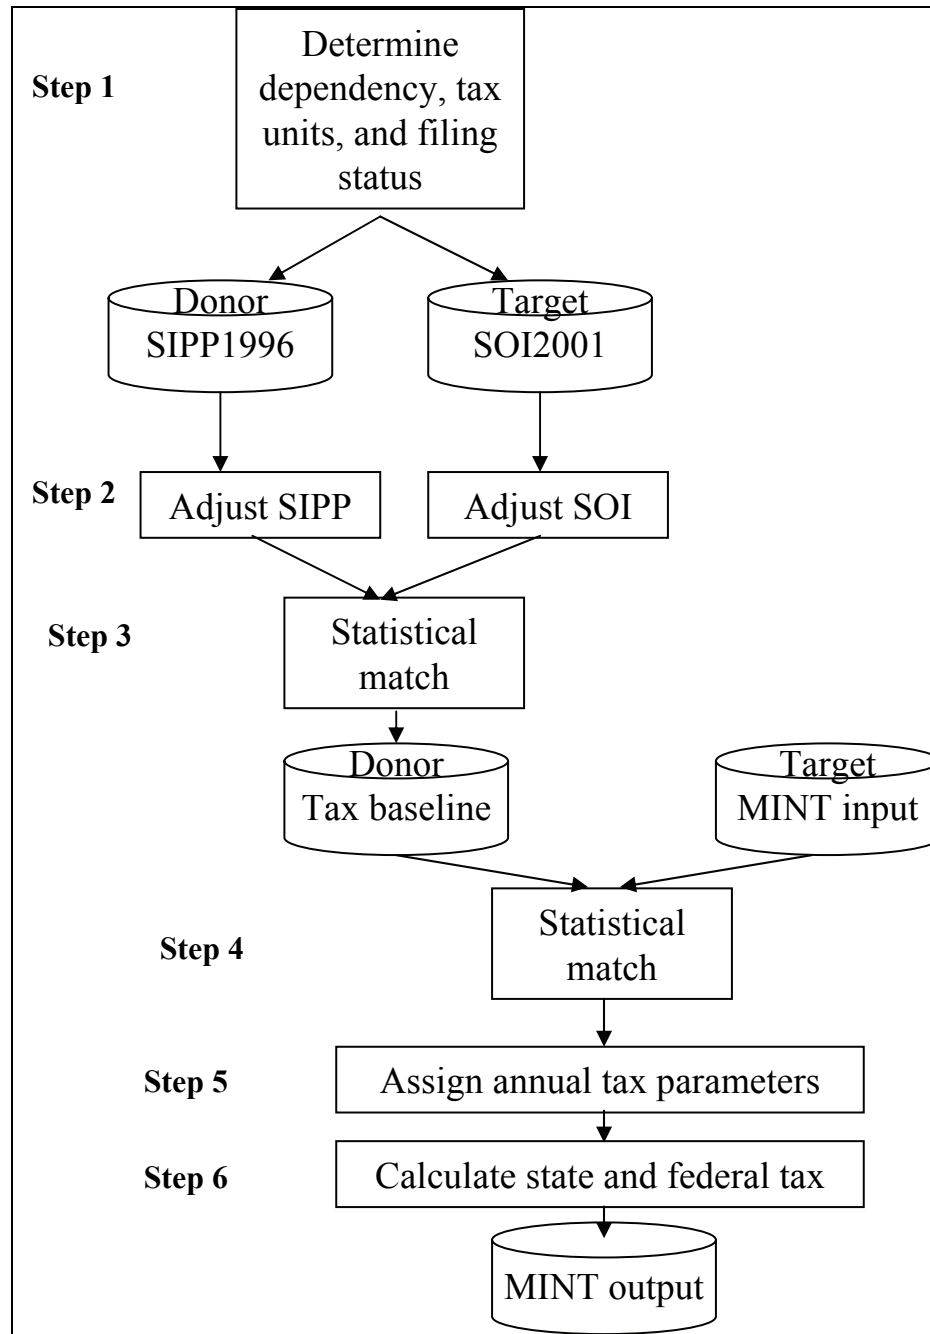 Step 1
Determine
dependency, tax
units, and filing
status
Donor
SIPP1996
Target
SOI2001
Step 2
Adjust SIPP
Adjust SOI
Step 3
Statistical
match
Donor
Tax baseline
Target
MINT input
Step 4
Statistical
match
Step 5
Assign annual tax parameters
Step 6
Calculate state and federal tax
MINT output